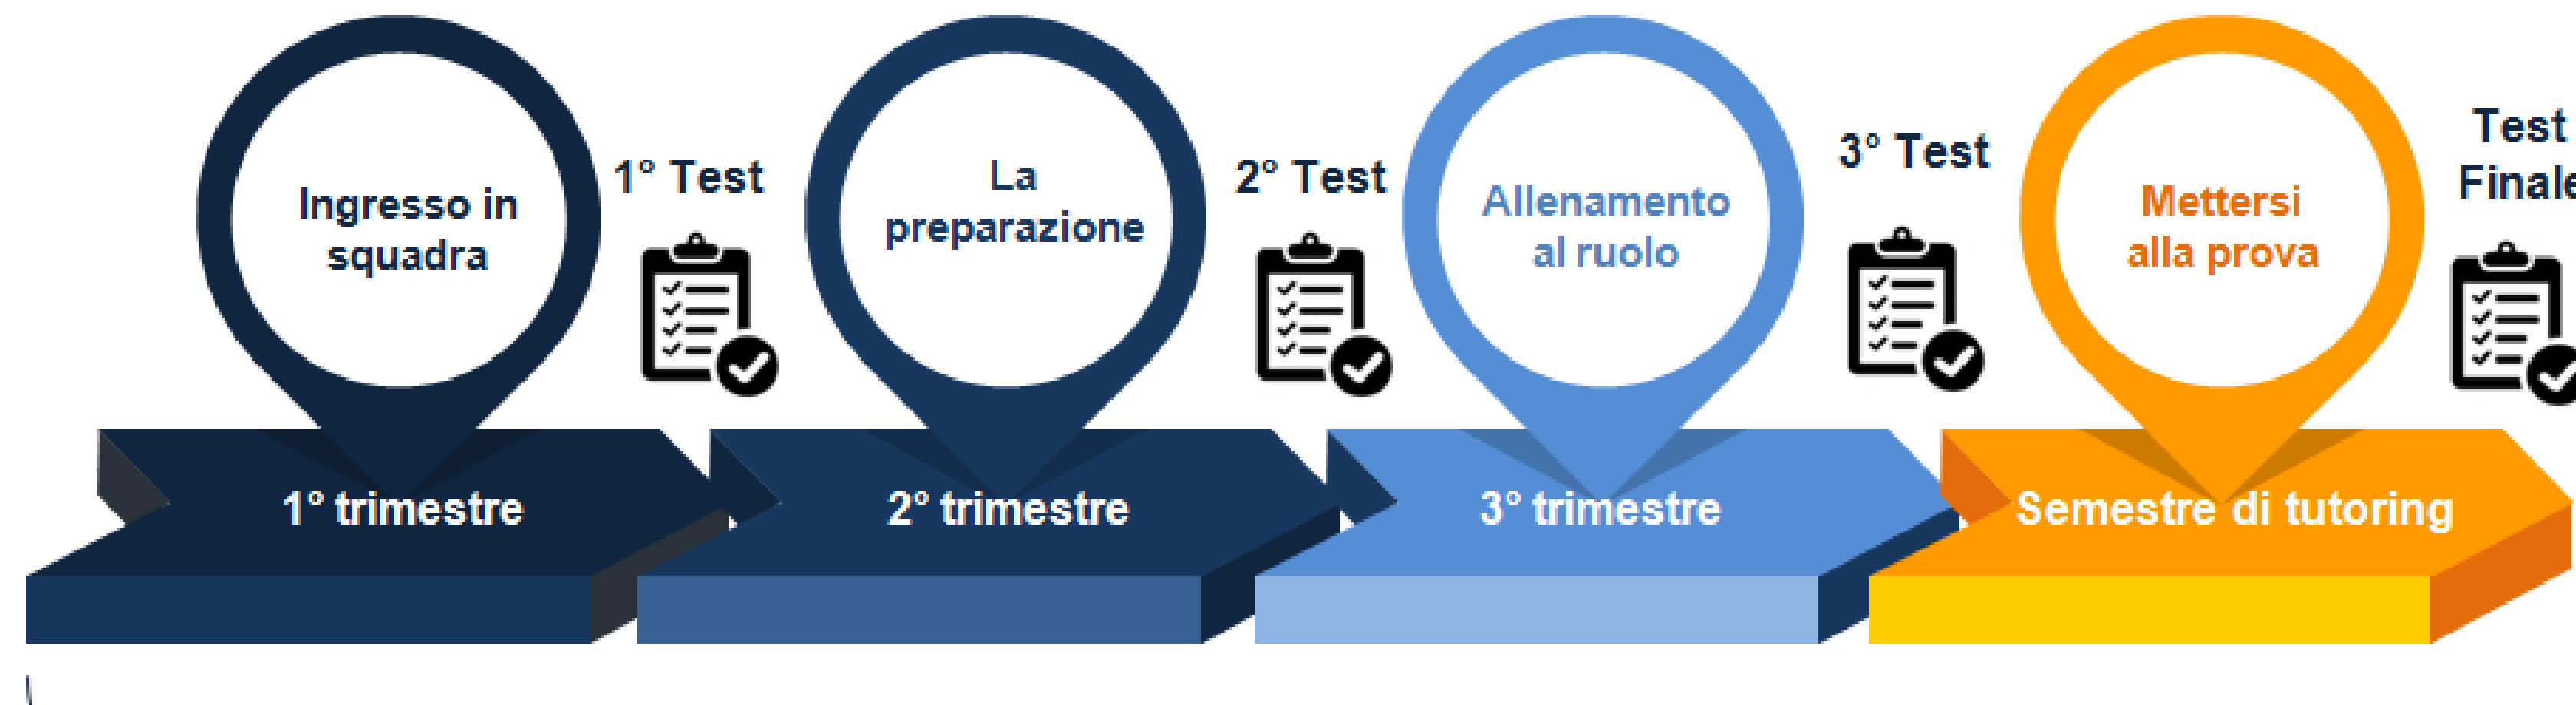 Ingresso in
squadra
1° Test
La
preparazione
2° Test
Allenamento
al ruolo
3° Test
Mettersi
alla prova
Test
Finale
1° trimestre
2° trimestre
3° trimestre
Semestre di tutoring